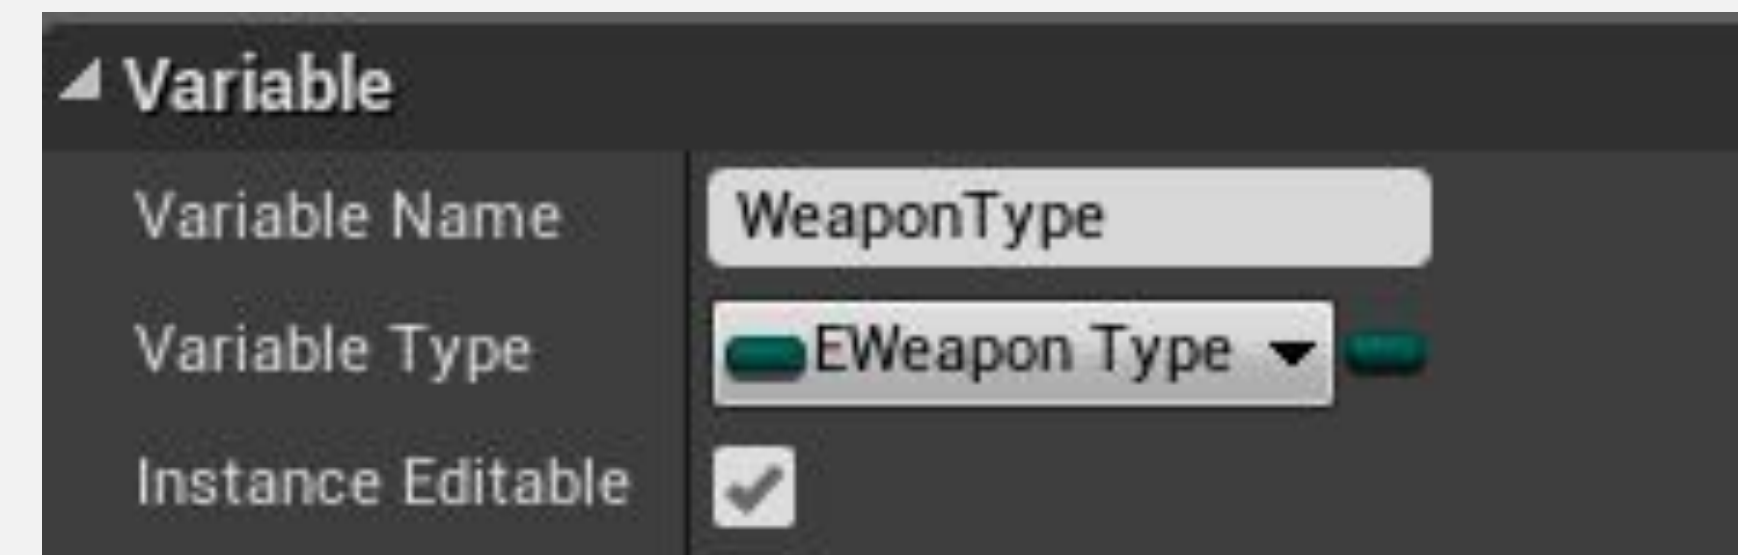 Variable
Variable Name WeaponType
Variable Type EWeapon Type
Instance Editable